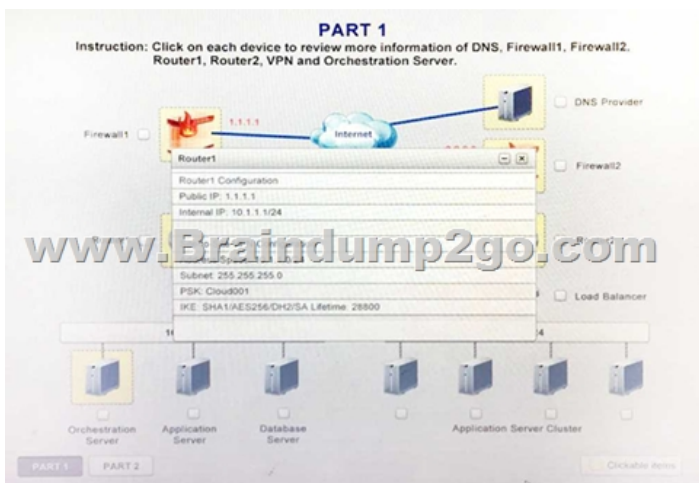 PART 1
Instruction: Click on each device to review more information of DNS, Firewall1, Firewall2,
Router1, Router2, VPN and Orchestration Server.
DNS Provider
Firewall1
1.1.1.1
Internet
Firewall2
Router1
Router1 Configuration
Public IP: 1.1.1.1
Internal IP: 10.1.1.1/24
www.Braindump2go.com
Subnet: 255.255.255.0
PSK: Cloud001
IKE: SHA1/AES256/DH2/SA Lifetime: 28800
Load Balancer
Orchestration
Server
Application
Server
Database
Server
Application Server Cluster
PART 1
PART 2
Clickable items